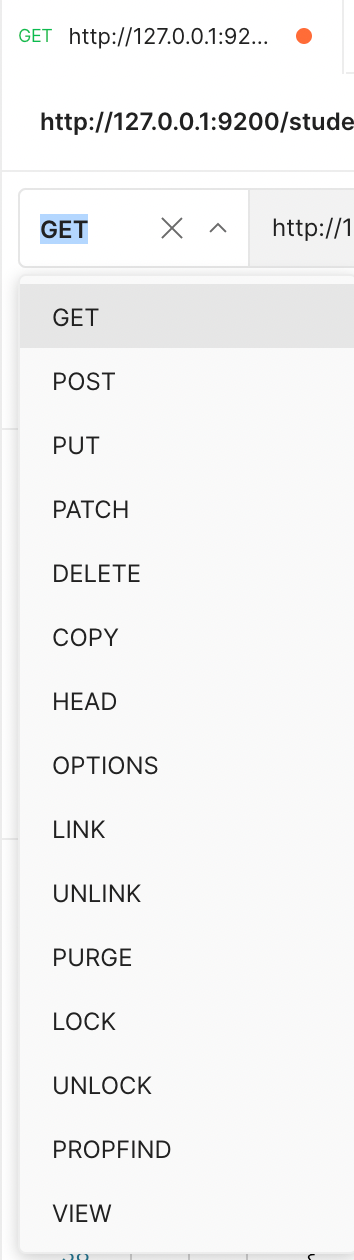 GET http://127.0.0.1:92...
http://127.0.0.1:9200/stude
GET http://1
GET
POST
PUT
PATCH
DELETE
COPY
HEAD
OPTIONS
LINK
UNLINK
PURGE
LOCK
UNLOCK
PROPFIND
VIEW